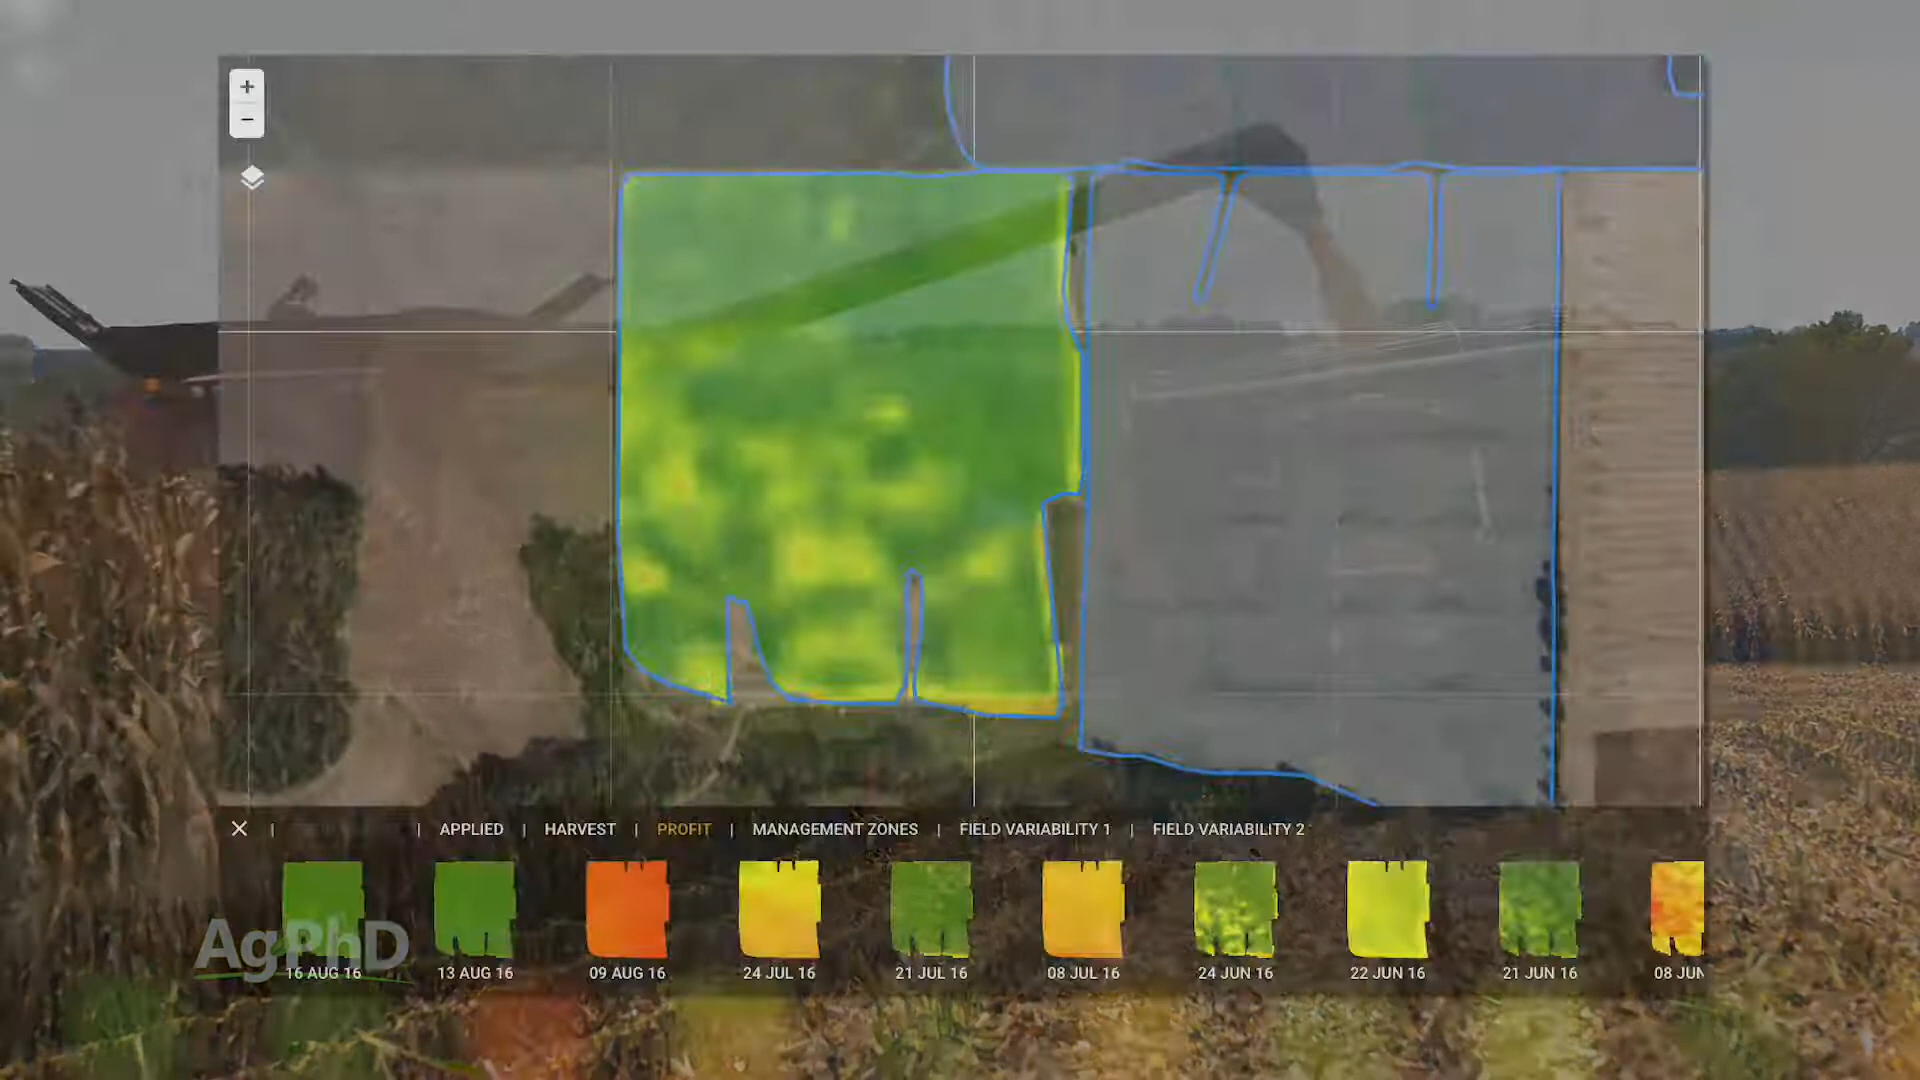 +
−
× | | APPLIED | HARVEST | PROFIT | MANAGEMENT ZONES | FIELD VARIABILITY 1 | FIELD VARIABILITY 2
AgPhD
16 AUG 16 13 AUG 16 09 AUG 16 24 JUL 16 21 JUL 16 08 JUL 16 24 JUN 16 22 JUN 16 21 JUN 16 08 JUN